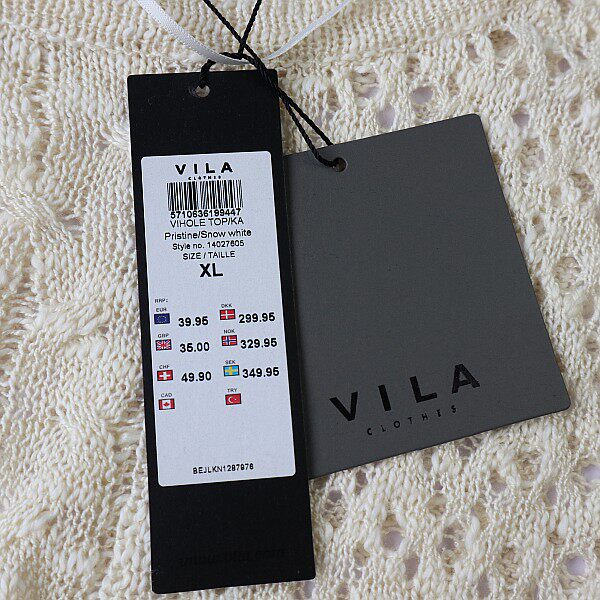 VILA
CLOTHES
5710636199447
VIHOLE TOP/KA
Pristine/Snow white
Style no. 14027605
SIZE / TAILLE
XL
RRP:
EUR 39.95 DKK 299.95
GBP 35.00 NOK 329.95
CHF 49.90 SEK 349.95
CAD TRY
BEJLKN1287976
VILA
CLOTHES